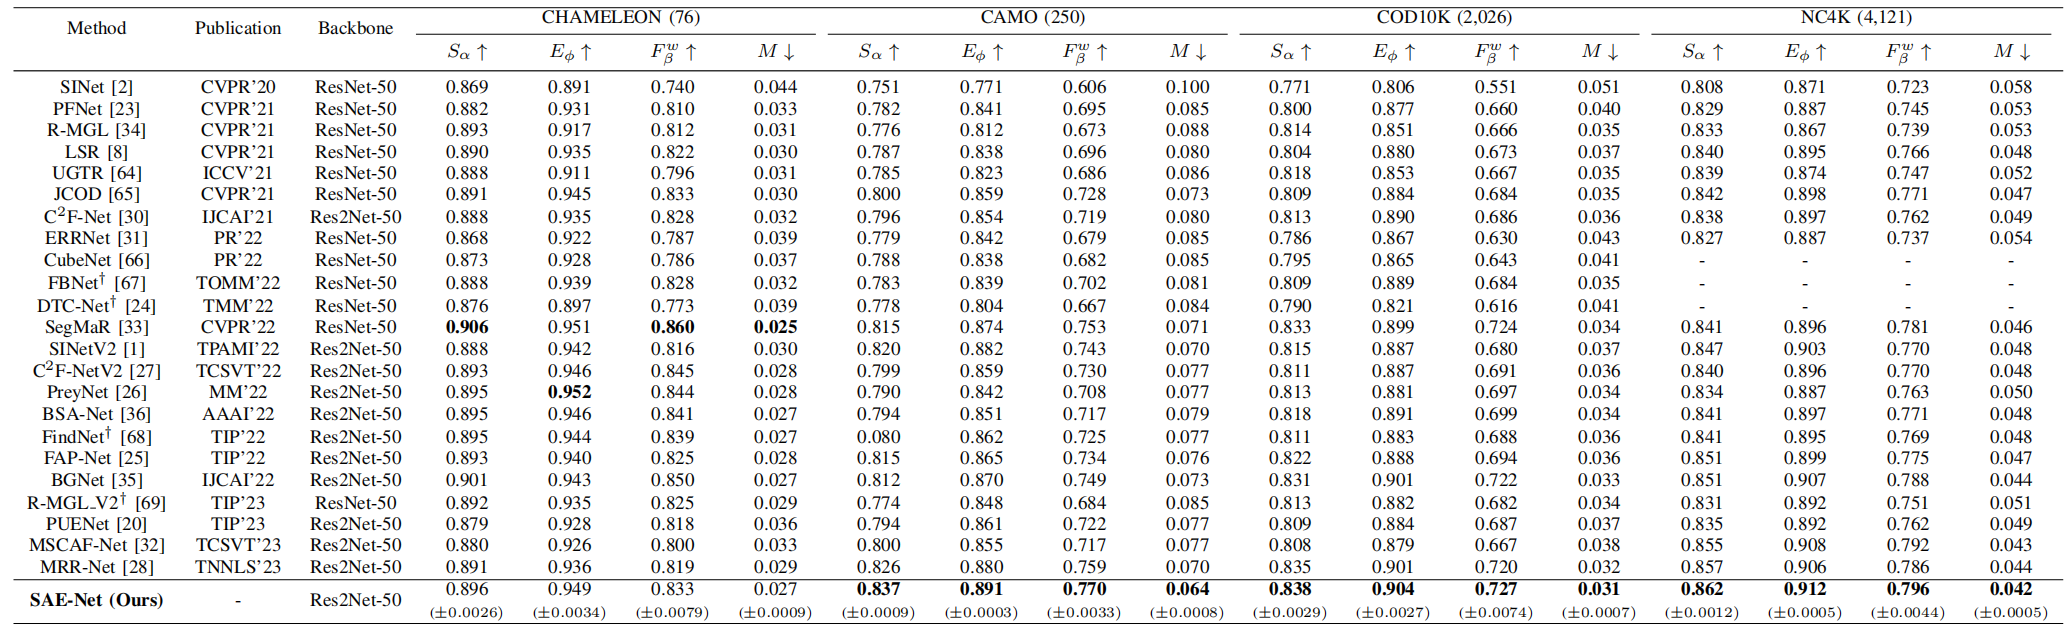 Method Publication Backbone CHAMELEON (76) CAMO (250) COD10K (2,026) NC4K (4,121)
Sα ↑ Eϕ ↑ Fβw ↑ M ↓ Sα ↑ Eϕ ↑ Fβw ↑ M ↓ Sα ↑ Eϕ ↑ Fβw ↑ M ↓ Sα ↑ Eϕ ↑ Fβw ↑ M ↓
SINet [2] CVPR'20 ResNet-50 0.869 0.891 0.740 0.044 0.751 0.771 0.606 0.100 0.771 0.806 0.551 0.051 0.808 0.871 0.723 0.058
PFNet [23] CVPR'21 ResNet-50 0.882 0.931 0.810 0.033 0.782 0.841 0.695 0.085 0.800 0.877 0.660 0.040 0.829 0.887 0.745 0.053
R-MGL [34] CVPR'21 ResNet-50 0.893 0.917 0.812 0.031 0.776 0.812 0.673 0.088 0.814 0.851 0.666 0.035 0.833 0.867 0.739 0.053
LSR [8] CVPR'21 ResNet-50 0.890 0.935 0.822 0.030 0.787 0.838 0.696 0.080 0.804 0.880 0.673 0.037 0.840 0.895 0.766 0.048
UGTR [64] ICCV'21 ResNet-50 0.888 0.911 0.796 0.031 0.785 0.823 0.686 0.086 0.818 0.853 0.667 0.035 0.839 0.874 0.747 0.052
JCOD [65] CVPR'21 ResNet-50 0.891 0.945 0.833 0.030 0.800 0.859 0.728 0.073 0.809 0.884 0.684 0.035 0.842 0.898 0.771 0.047
C²F-Net [30] IJCAI'21 Res2Net-50 0.888 0.935 0.828 0.032 0.796 0.854 0.719 0.080 0.813 0.890 0.686 0.036 0.838 0.897 0.762 0.049
ERRNet [31] PR'22 ResNet-50 0.868 0.922 0.787 0.039 0.779 0.842 0.679 0.085 0.786 0.867 0.630 0.043 0.827 0.887 0.737 0.054
CubeNet [66] PR'22 ResNet-50 0.873 0.928 0.786 0.037 0.788 0.838 0.682 0.085 0.795 0.865 0.643 0.041 - - - -
FBNet† [67] TOMM'22 ResNet-50 0.888 0.939 0.828 0.032 0.783 0.839 0.702 0.081 0.809 0.889 0.684 0.035 - - - -
DTC-Net† [24] TMM'22 ResNet-50 0.876 0.897 0.773 0.039 0.778 0.804 0.667 0.084 0.790 0.821 0.616 0.041 - - - -
SegMaR [33] CVPR'22 ResNet-50 0.906 0.951 0.860 0.025 0.815 0.874 0.753 0.071 0.833 0.899 0.724 0.034 0.841 0.896 0.781 0.046
SINetV2 [1] TPAMI'22 Res2Net-50 0.888 0.942 0.816 0.030 0.820 0.882 0.743 0.070 0.815 0.887 0.680 0.037 0.847 0.903 0.770 0.048
C²F-NetV2 [27] TCSVT'22 Res2Net-50 0.893 0.946 0.845 0.028 0.799 0.859 0.730 0.077 0.811 0.887 0.691 0.036 0.840 0.896 0.770 0.048
PreyNet [26] MM'22 Res2Net-50 0.895 0.952 0.844 0.028 0.790 0.842 0.708 0.077 0.813 0.881 0.697 0.034 0.834 0.887 0.763 0.050
BSA-Net [36] AAAI'22 Res2Net-50 0.895 0.946 0.841 0.027 0.794 0.851 0.717 0.079 0.818 0.891 0.699 0.034 0.841 0.897 0.771 0.048
FindNet† [68] TIP'22 Res2Net-50 0.895 0.944 0.839 0.027 0.080 0.862 0.725 0.077 0.811 0.883 0.688 0.036 0.841 0.895 0.769 0.048
FAP-Net [25] TIP'22 Res2Net-50 0.893 0.940 0.825 0.028 0.815 0.865 0.734 0.076 0.822 0.888 0.694 0.036 0.851 0.899 0.775 0.047
BGNet [35] IJCAI'22 Res2Net-50 0.901 0.943 0.850 0.027 0.812 0.870 0.749 0.073 0.831 0.901 0.722 0.033 0.851 0.907 0.788 0.044
R-MGL_V2† [69] TIP'23 ResNet-50 0.892 0.935 0.825 0.029 0.774 0.848 0.684 0.085 0.813 0.882 0.682 0.034 0.831 0.892 0.751 0.051
PUENet [20] TIP'23 Res2Net-50 0.879 0.928 0.818 0.036 0.794 0.861 0.722 0.077 0.809 0.884 0.687 0.037 0.835 0.892 0.762 0.049
MSCAF-Net [32] TCSVT'23 Res2Net-50 0.880 0.926 0.800 0.033 0.800 0.855 0.717 0.077 0.808 0.879 0.667 0.038 0.855 0.908 0.792 0.043
MRR-Net [28] TNNLS'23 Res2Net-50 0.891 0.936 0.819 0.029 0.826 0.880 0.759 0.070 0.835 0.901 0.720 0.032 0.857 0.906 0.786 0.044
SAE-Net (Ours) - Res2Net-50 0.896 0.949 0.833 0.027 0.837 0.891 0.770 0.064 0.838 0.904 0.727 0.031 0.862 0.912 0.796 0.042
(±0.0026) (±0.0034) (±0.0079) (±0.0009) (±0.0009) (±0.0003) (±0.0033) (±0.0008) (±0.0029) (±0.0027) (±0.0074) (±0.0007) (±0.0012) (±0.0005) (±0.0044) (±0.0005)